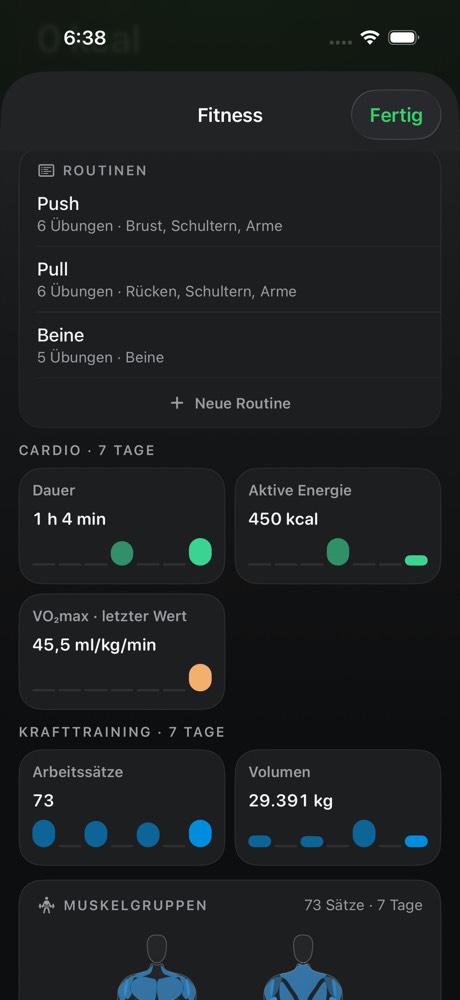 0 kcal
6:38
Fitness
Fertig
ROUTINEN
Push
6 Übungen · Brust, Schultern, Arme
Pull
6 Übungen · Rücken, Schultern, Arme
Beine
5 Übungen · Beine
+ Neue Routine
CARDIO · 7 TAGE
Dauer
1 h 4 min
Aktive Energie
450 kcal
VO₂max · letzter Wert
45,5 ml/kg/min
KRAFTTRAINING · 7 TAGE
Arbeitssätze
73
Volumen
29.391 kg
MUSKELGRUPPEN
73 Sätze · 7 Tage